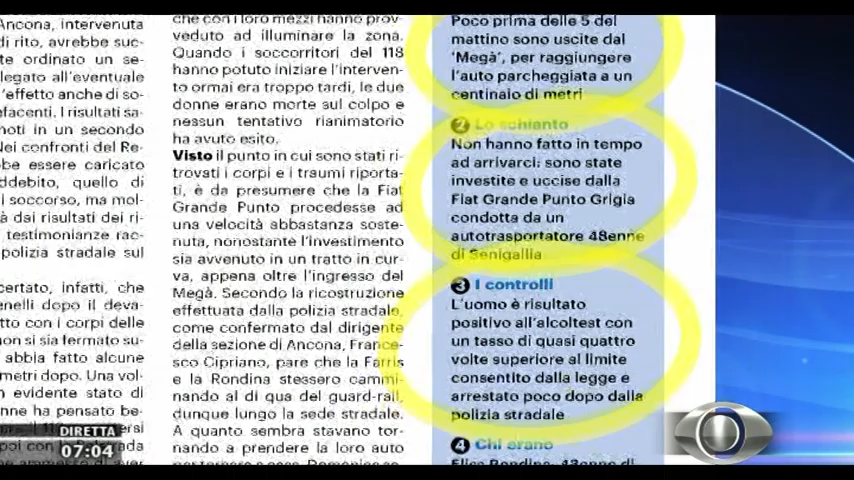 Ancona, intervenuta
di rito, avrebbe suc-
te ordinato un se-
legato all'eventuale
'effetto anche di so-
efacenti. I risultati sa-
noti in un secondo
Nei confronti del Re-
be essere caricato
ddebito, quello di
i soccorso, ma mol-
à dai risultati dei ri-
testimonianze rac-
polizia stradale sul
certato, infatti, che
enelli dopo il deva-
tto con i corpi delle
non si sia fermato su-
abbia fatto alcune
metri dopo. Una vol-
n evidente stato di
nne ha pensato be-
che con i loro mezzi hanno prov-
veduto ad illuminare la zona.
Quando i soccorritori del 118
hanno potuto iniziare l'interven-
to ormai era troppo tardi, le due
donne erano morte sul colpo e
nessun tentativo rianimatorio
ha avuto esito.
Visto il punto in cui sono stati ri-
trovati i corpi e i traumi riporta-
ti, è da presumere che la Fiat
Grande Punto procedesse ad
una velocità abbastanza soste-
nuta, nonostante l'investimento
sia avvenuto in un tratto in cur-
va, appena oltre l'ingresso del
Megà. Secondo la ricostruzione
effettuata dalla polizia stradale,
come confermato dal dirigente
della sezione di Ancona, France-
sco Cipriano, pare che la Farris
e la Rondina stessero cammi-
nando al di qua del guard-rail,
dunque lungo la sede stradale.
A quanto sembra stavano tor-
nando a prendere la loro auto
Poco prima delle 5 del
mattino sono uscite dal
'Megà', per raggiungere
l'auto parcheggiata a un
centinaio di metri
2 Lo schianto
Non hanno fatto in tempo
ad arrivarci: sono state
investite e uccise dalla
Fiat Grande Punto Grigia
condotta da un
autotrasportatore 48enne
di Senigallia
3 I controlli
L'uomo è risultato
positivo all'alcoltest con
un tasso di quasi quattro
volte superiore al limite
consentito dalla legge e
arrestato poco dopo dalla
polizia stradale
4 Chi erano
DIRETTA
07:04